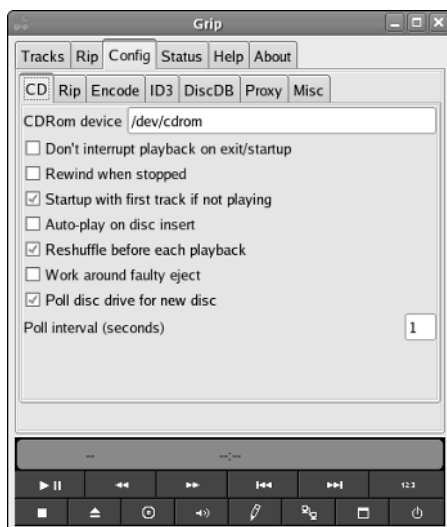 grip
Grip
Tracks Rip Config Status Help About
CD Rip Encode ID3 DiscDB Proxy Misc
CDRom device /dev/cdrom
Don't interrupt playback on exit/startup
Rewind when stopped
Startup with first track if not playing
Auto-play on disc insert
Reshuffle before each playback
Work around faulty eject
Poll disc drive for new disc
Poll interval (seconds) 1
-- --:--
123